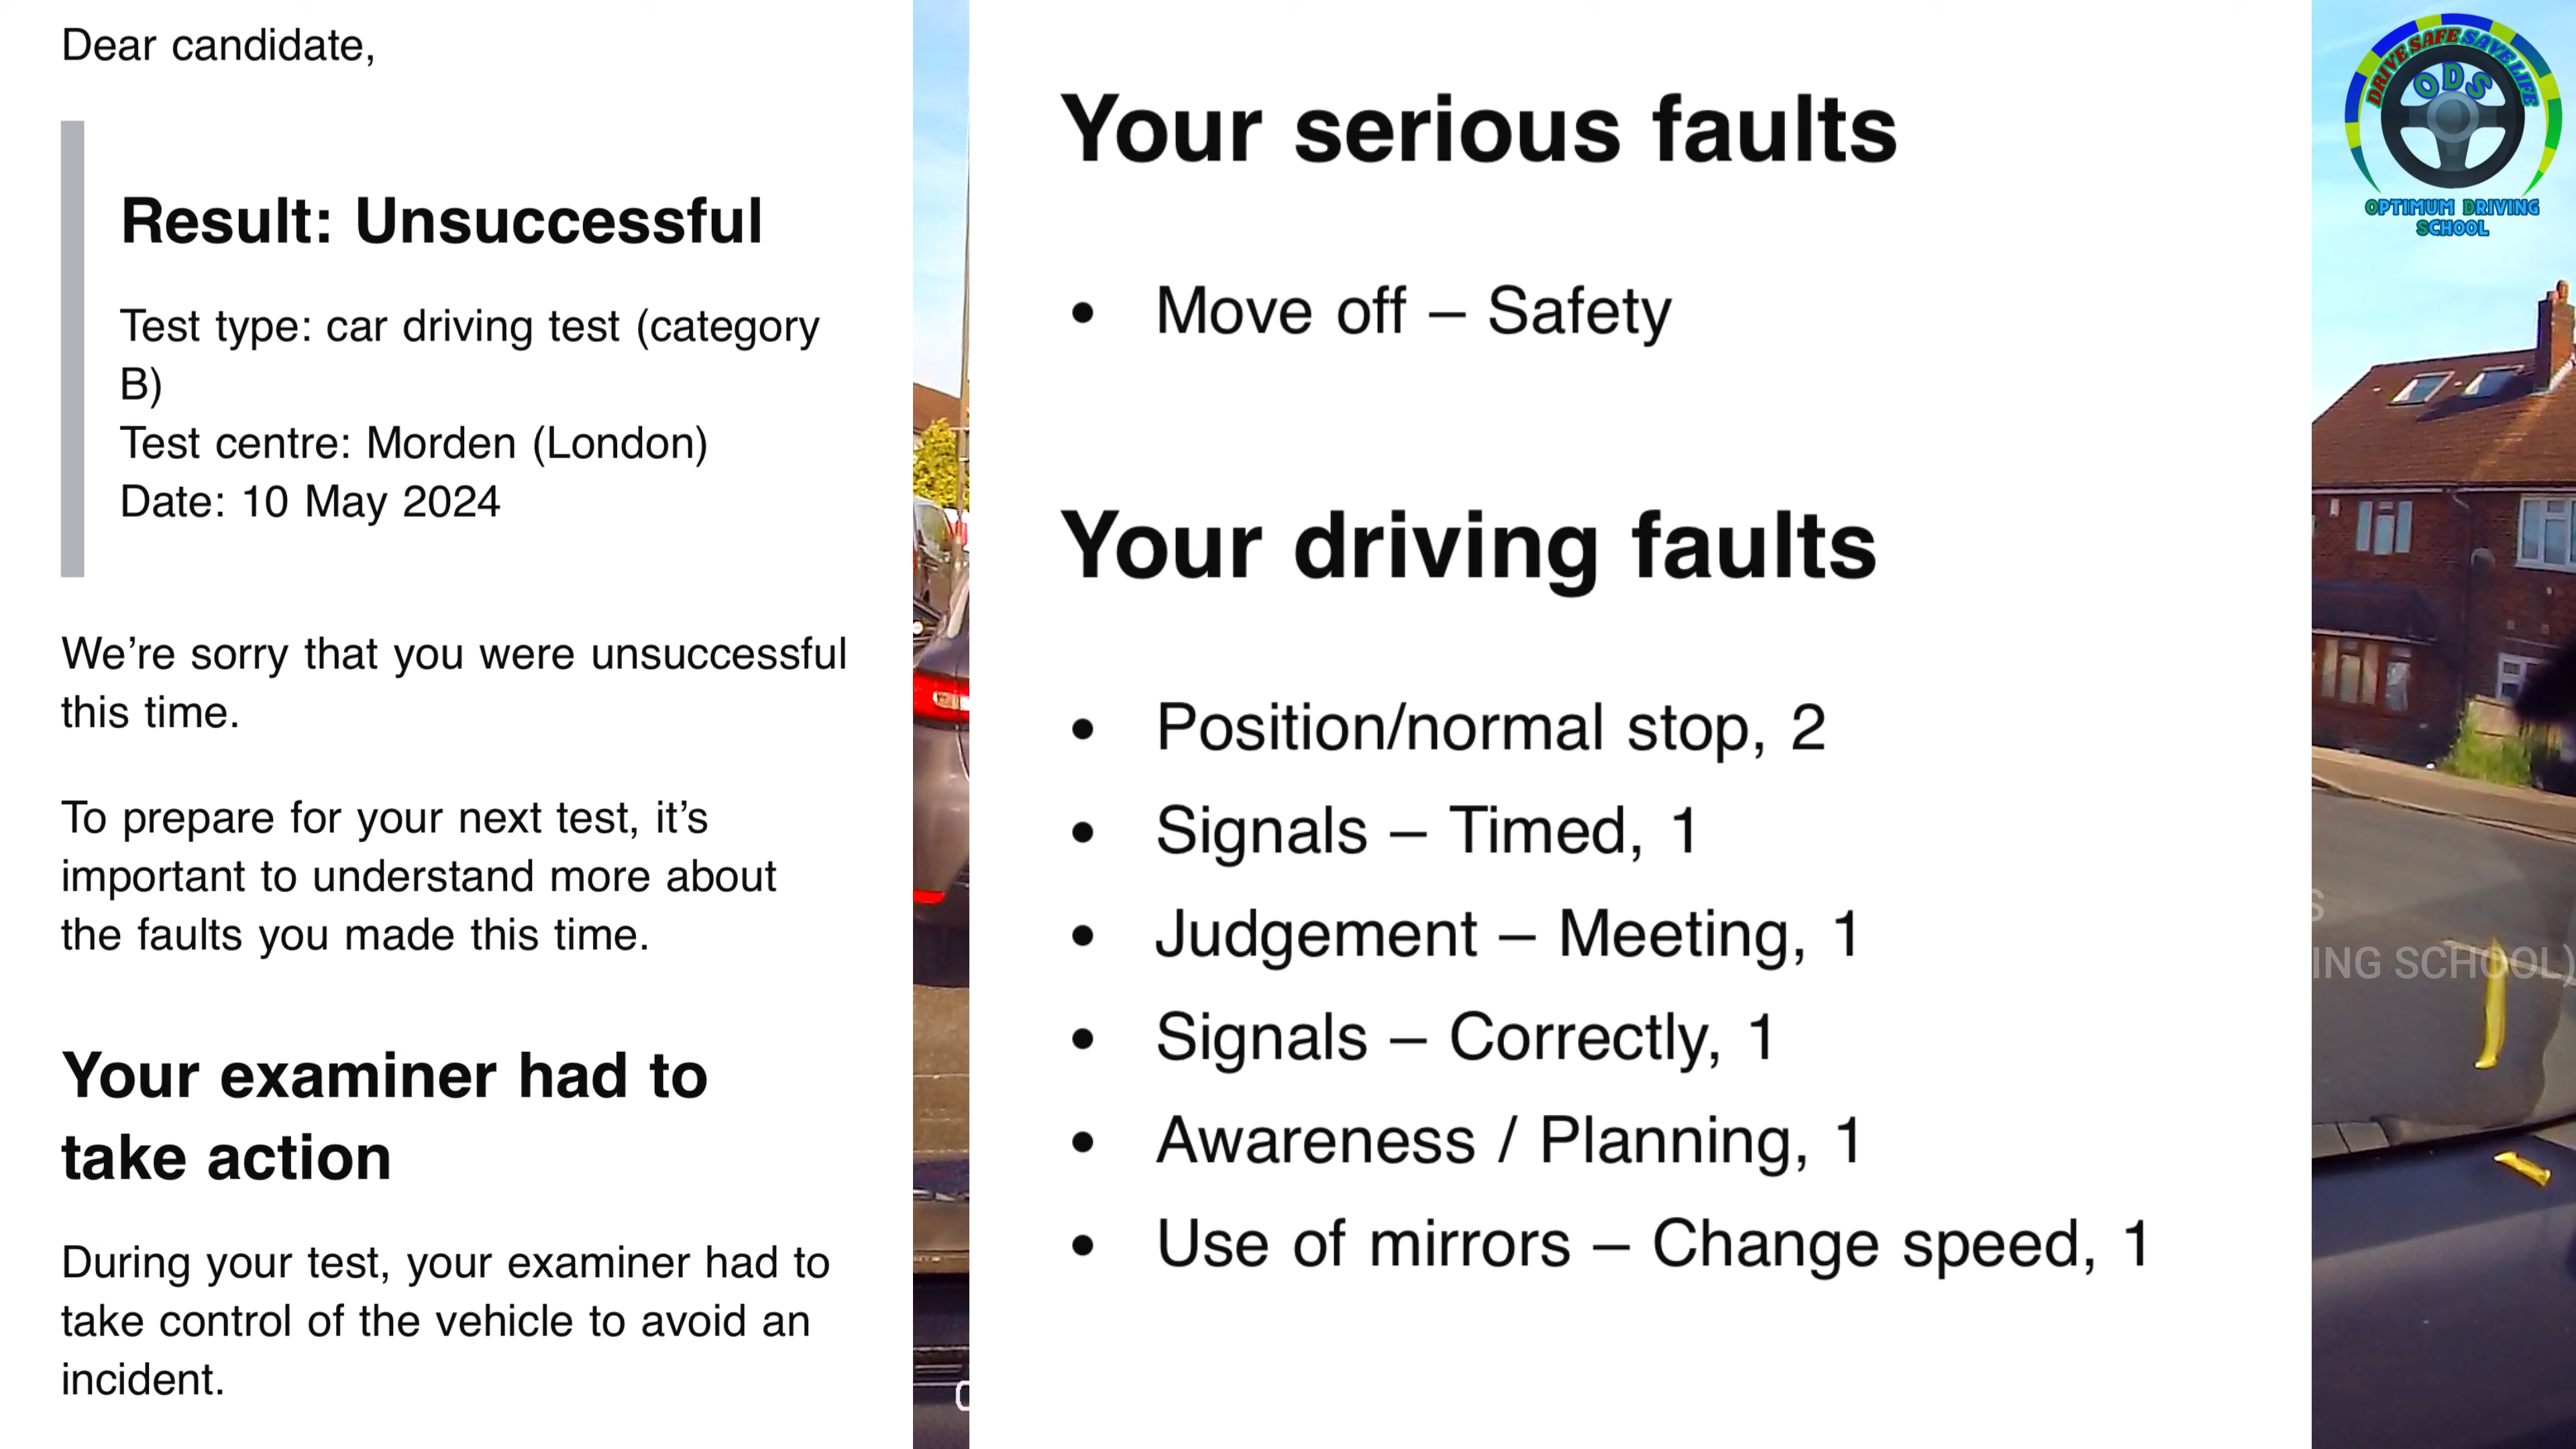 Dear candidate,
Result: Unsuccessful
Test type: car driving test (category
B)
Test centre: Morden (London)
Date: 10 May 2024
We're sorry that you were unsuccessful
this time.
To prepare for your next test, it's
important to understand more about
the faults you made this time.
Your examiner had to
take action
During your test, your examiner had to
take control of the vehicle to avoid an
incident.
Your serious faults
• Move off – Safety
Your driving faults
• Position/normal stop, 2
• Signals – Timed, 1
• Judgement – Meeting, 1
• Signals – Correctly, 1
• Awareness / Planning, 1
• Use of mirrors – Change speed, 1
DRIVE SAFE SAVE LIFE
ODS
OPTIMUM DRIVING
SCHOOL
S
ING SCHOOL)